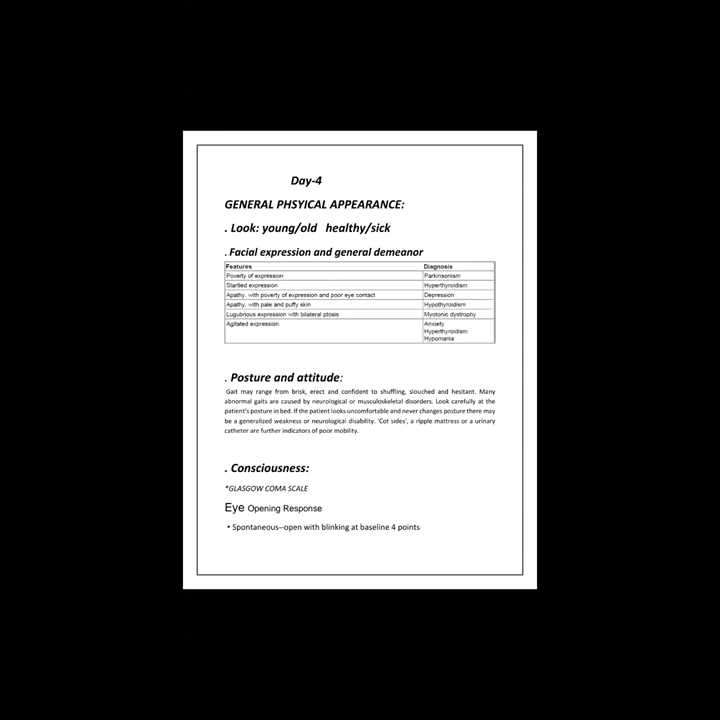 Day-4
GENERAL PHSYICAL APPEARANCE:
. Look: young/old healthy/sick
. Facial expression and general demeanor
Features Diagnosis
Poverty of expression Parkinsonism
Startled expression Hyperthyroidism
Apathy, with poverty of expression and poor eye contact Depression
Apathy, with pale and puffy skin Hypothyroidism
Lugubrious expression with bilateral ptosis Myotonic dystrophy
Agitated expression Anxiety
Hyperthyroidism
Hypomania
. Posture and attitude:
Gait may range from brisk, erect and confident to shuffling, slouched and hesitant. Many
abnormal gaits are caused by neurological or musculoskeletal disorders. Look carefully at the
patient's posture in bed. If the patient looks uncomfortable and never changes posture there may
be a generalized weakness or neurological disability. 'Cot sides', a ripple mattress or a urinary
catheter are further indicators of poor mobility.
. Consciousness:
*GLASGOW COMA SCALE
Eye Opening Response
• Spontaneous--open with blinking at baseline 4 points